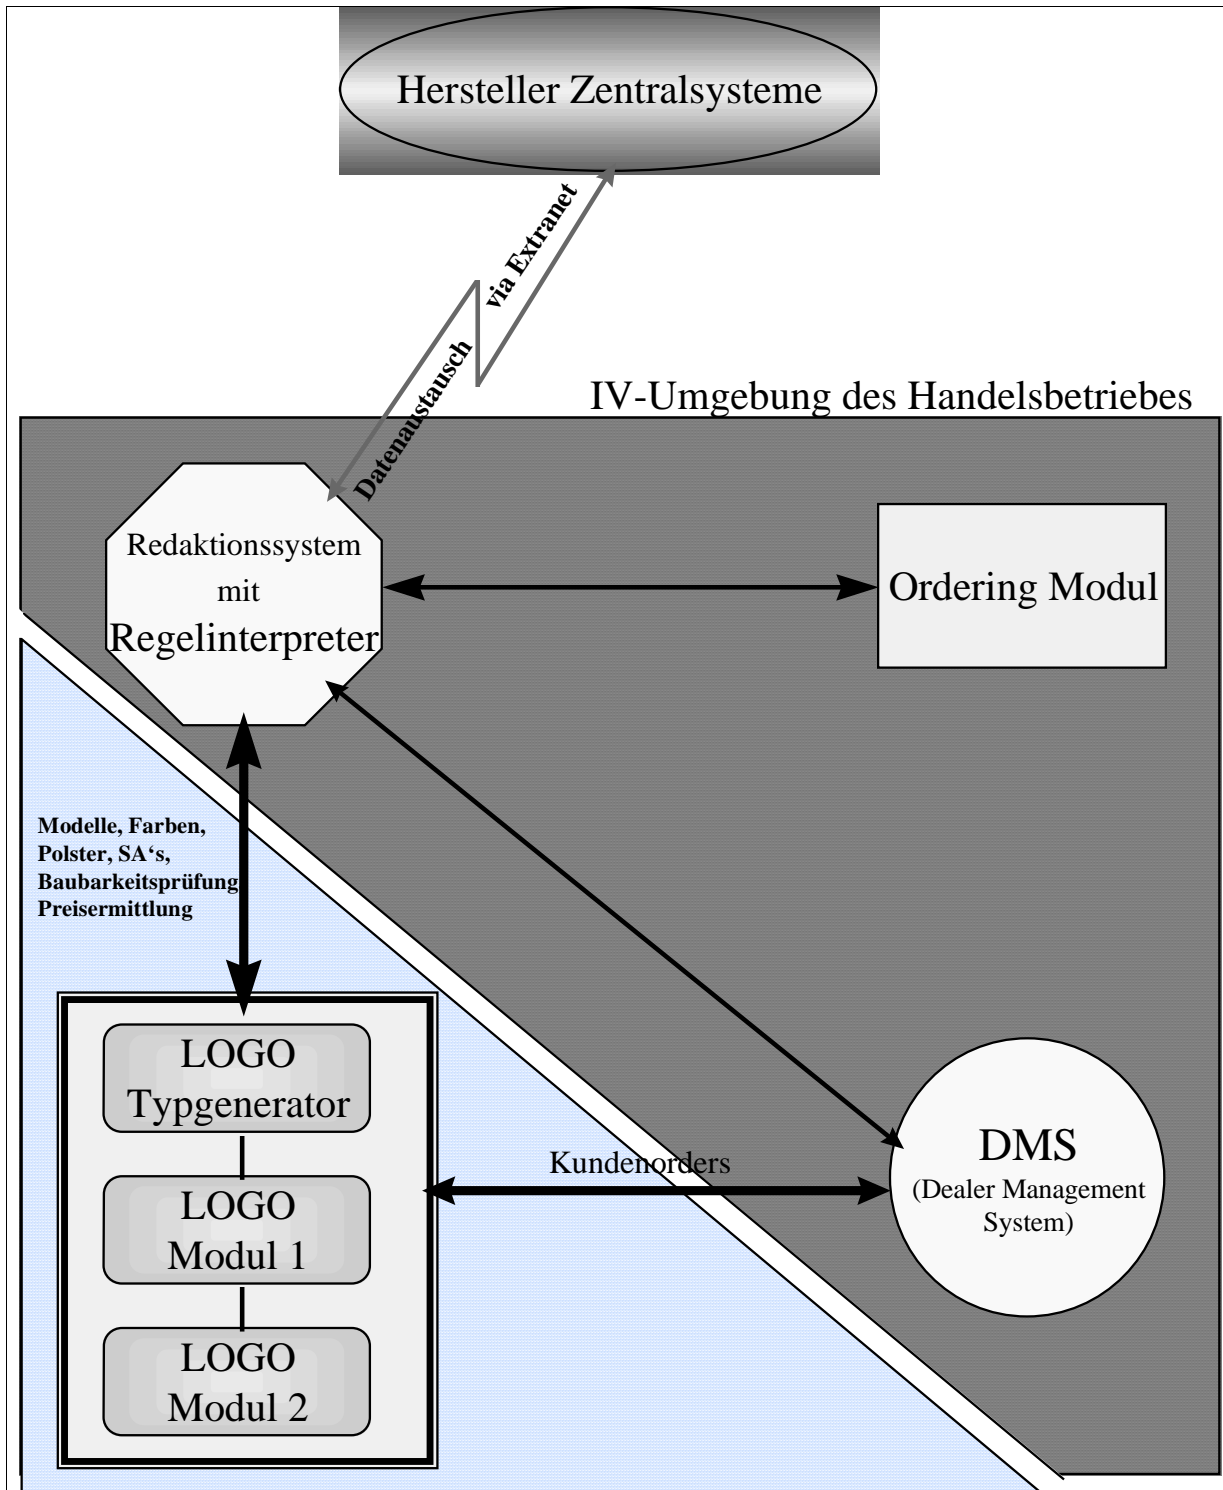 Hersteller Zentralsysteme
via Extranet
Datenaustausch
IV-Umgebung des Handelsbetriebes
Redaktionssystem
mit
Regelinterpreter
Ordering Modul
Modelle, Farben,
Polster, SA‘s,
Baubarkeitsprüfung
Preisermittlung
LOGO
Typgenerator
LOGO
Modul 1
LOGO
Modul 2
Kundenorders
DMS
(Dealer Management
System)